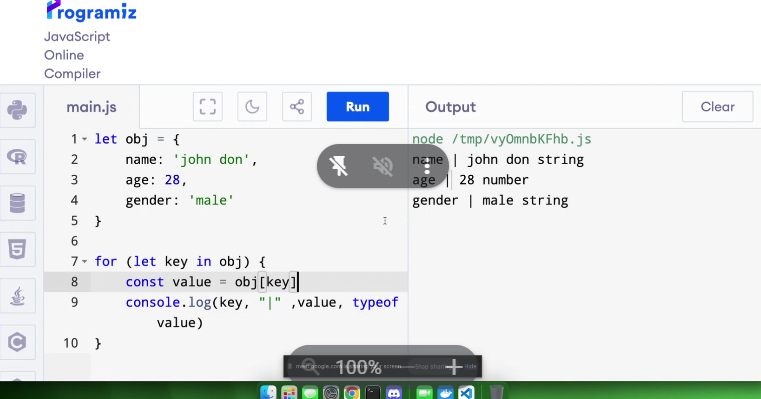 Programiz
JavaScript
Online
Compiler
main.js
Run
Output
Clear
1 let obj = {
2 name: 'john don',
3 age: 28,
4 gender: 'male'
5 }
6
7 for (let key in obj) {
8 const value = obj[key]
9 console.log(key, "|" ,value, typeof
value)
10 }
node /tmp/vyOmnbKFhb.js
name | john don string
age | 28 number
gender | male string
100%